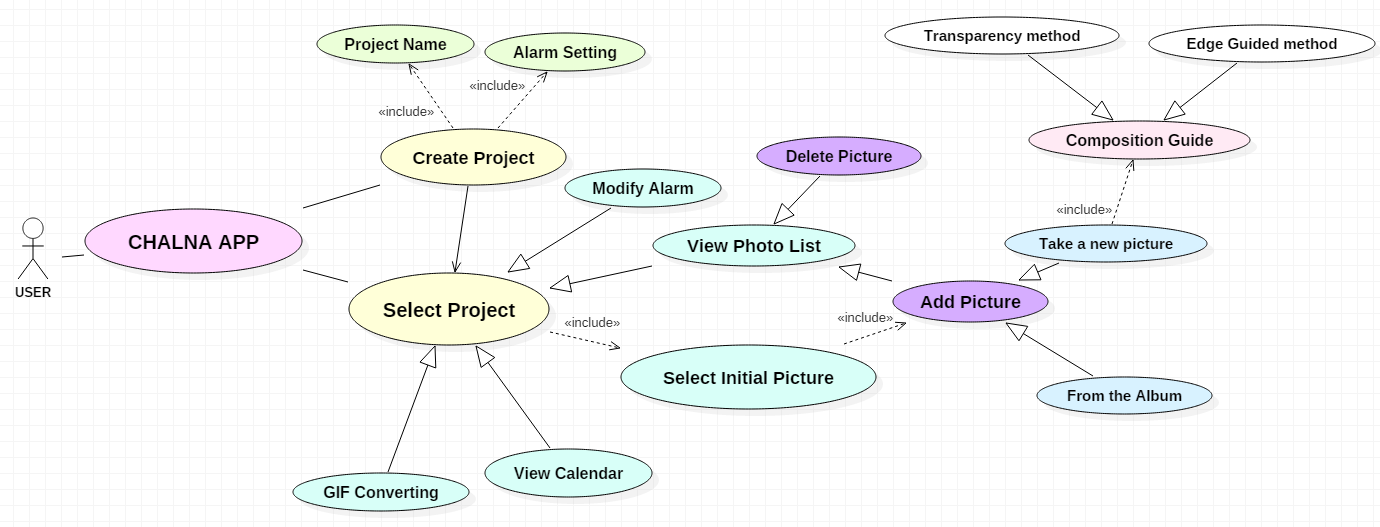 Transparency method
Edge Guided method
Project Name
Alarm Setting
«include»
«include»
Composition Guide
Create Project
Delete Picture
Modify Alarm
«include»
CHALNA APP
View Photo List
Take a new picture
USER
Select Project
Add Picture
«include»
«include»
Select Initial Picture
From the Album
View Calendar
GIF Converting